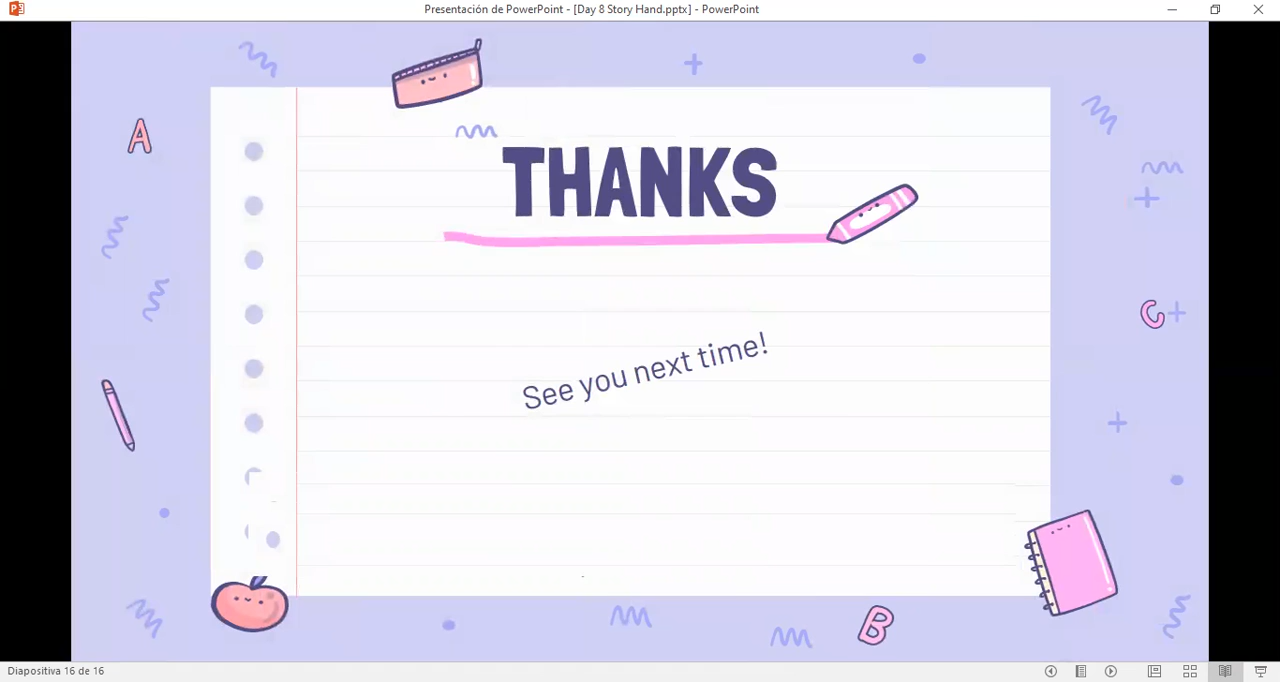 Presentación de PowerPoint - [Day 8 Story Hand.pptx] - PowerPoint
A
THANKS
C
See you next time!
B
Diapositiva 16 de 16